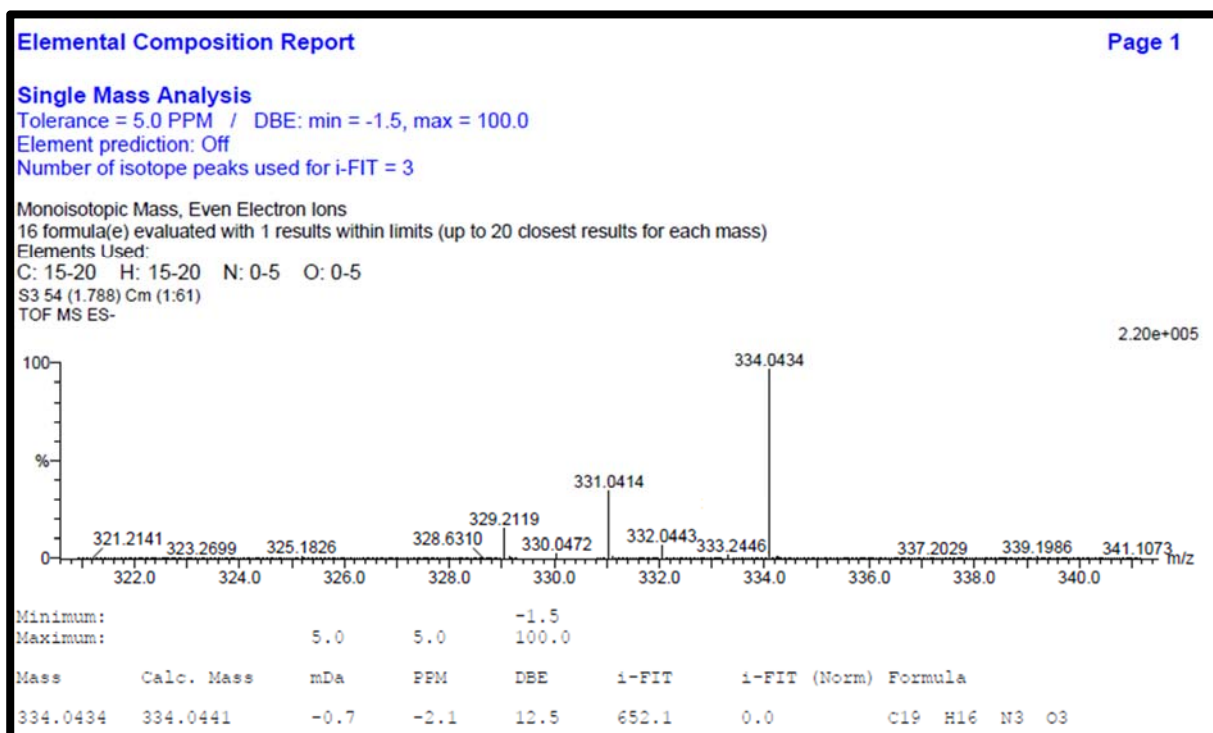 Elemental Composition Report Page 1
Single Mass Analysis
Tolerance = 5.0 PPM / DBE: min = -1.5, max = 100.0
Element prediction: Off
Number of isotope peaks used for i-FIT = 3
Monoisotopic Mass, Even Electron Ions
16 formula(e) evaluated with 1 results within limits (up to 20 closest results for each mass)
Elements Used:
C: 15-20 H: 15-20 N: 0-5 O: 0-5
S3 54 (1.788) Cm (1:61)
TOF MS ES-
2.20e+005
100
%
0
334.0434
331.0414
329.2119
321.2141
323.2699
325.1826
328.6310
330.0472
332.0443
333.2446
337.2029
339.1986
341.1073
m/z
322.0 324.0 326.0 328.0 330.0 332.0 334.0 336.0 338.0 340.0
Minimum: -1.5
Maximum: 5.0 5.0 100.0
Mass Calc. Mass mDa PPM DBE i-FIT i-FIT (Norm) Formula
334.0434 334.0441 -0.7 -2.1 12.5 652.1 0.0 C19 H16 N3 O3